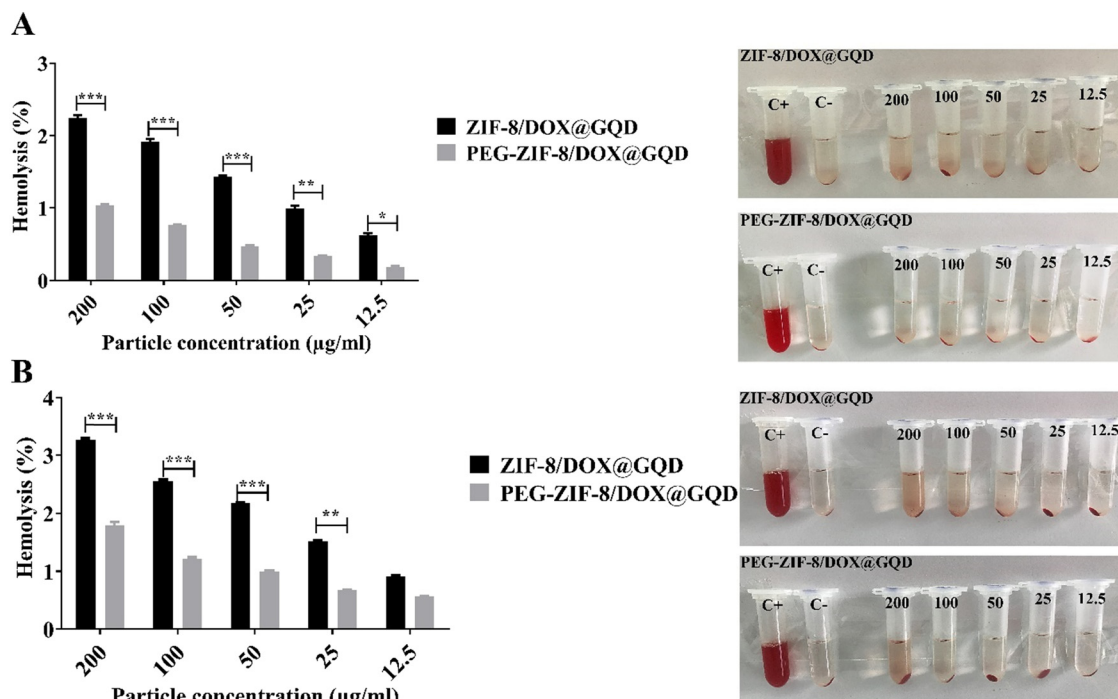 A
3
2
1
0
Hemolysis (%)
***
***
***
**
*
200
100
50
25
12.5
Particle concentration (µg/ml)
ZIF-8/DOX@GQD
PEG-ZIF-8/DOX@GQD
ZIF-8/DOX@GQD
C+ C- 200 100 50 25 12.5
PEG-ZIF-8/DOX@GQD
C+ C- 200 100 50 25 12.5
B
4
3
2
1
0
Hemolysis (%)
***
***
***
**
200
100
50
25
12.5
Particle concentration (µg/ml)
ZIF-8/DOX@GQD
PEG-ZIF-8/DOX@GQD
ZIF-8/DOX@GQD
C+ C- 200 100 50 25 12.5
PEG-ZIF-8/DOX@GQD
C+ C- 200 100 50 25 12.5